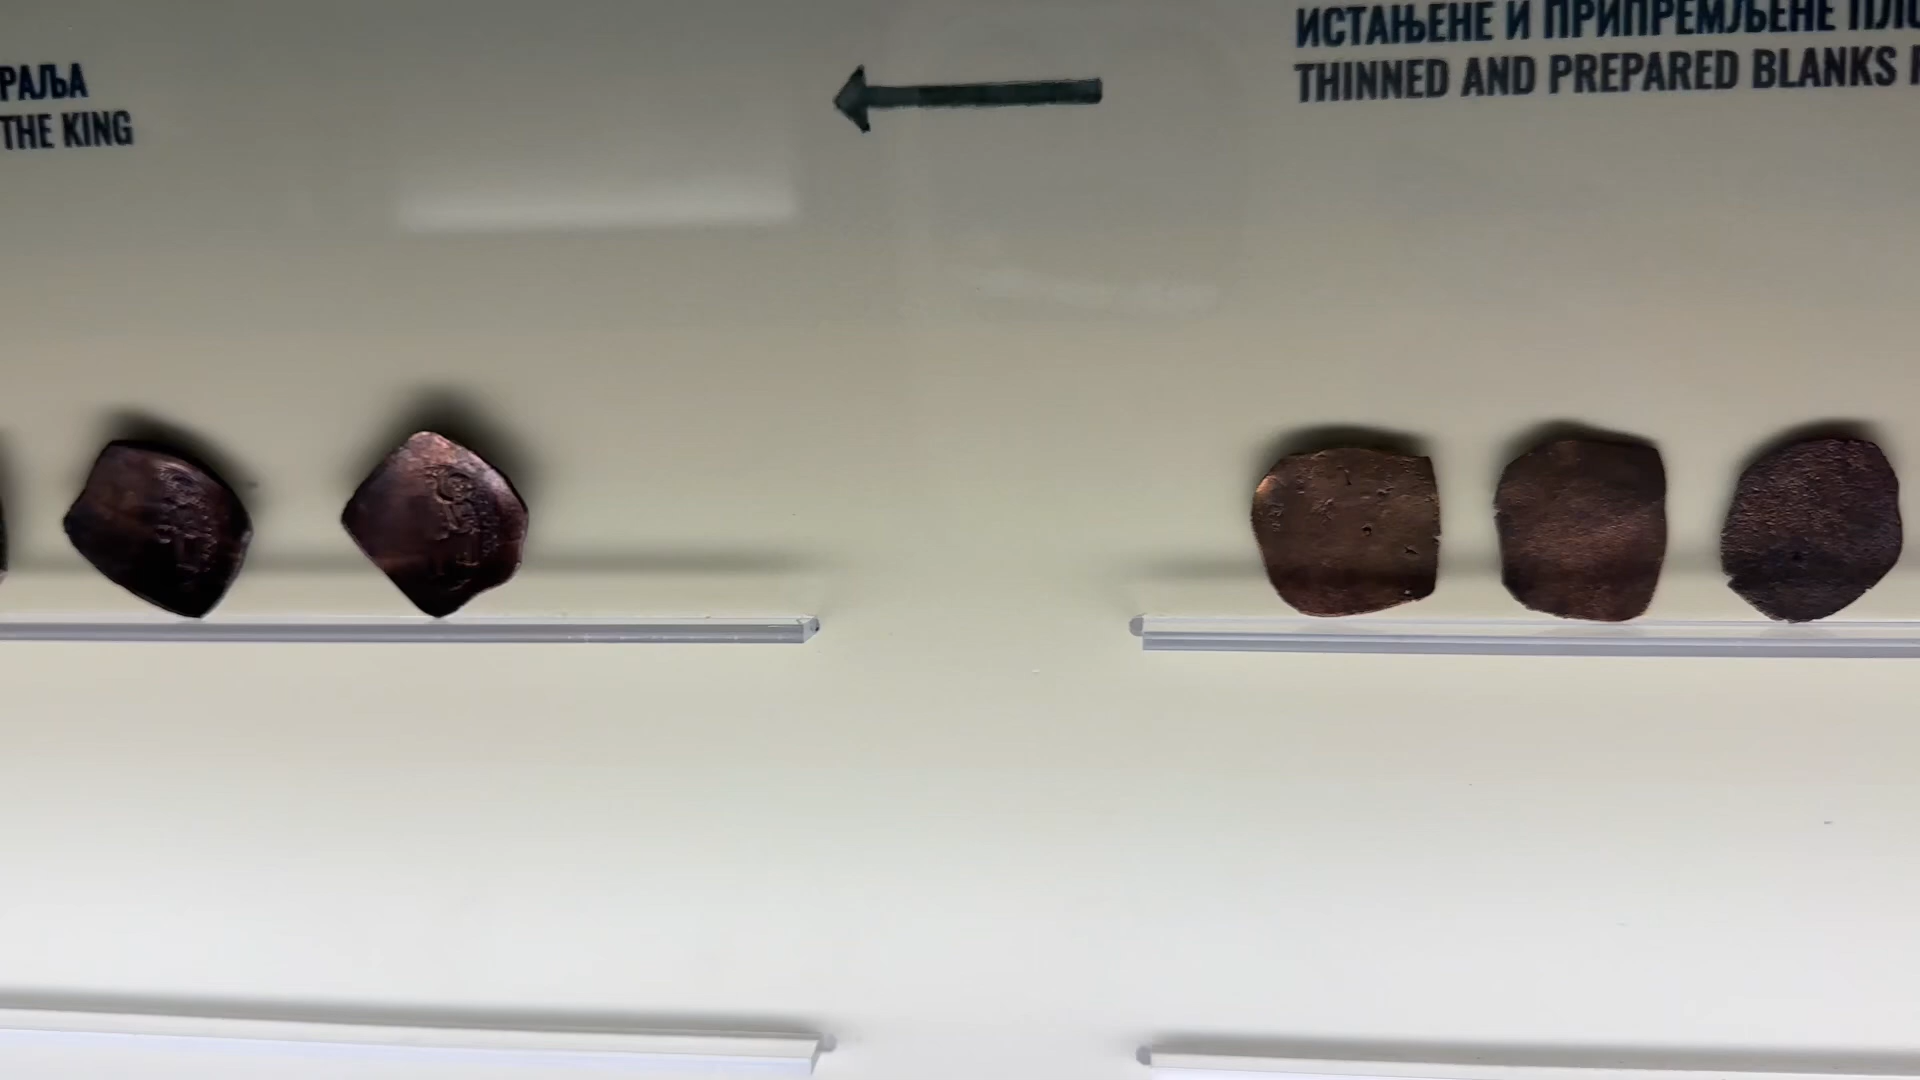 РАЉА
THE KING
ИСТАЊЕНЕ И ПРИПРЕМЉЕНЕ
THINNED AND PREPARED BLANKS